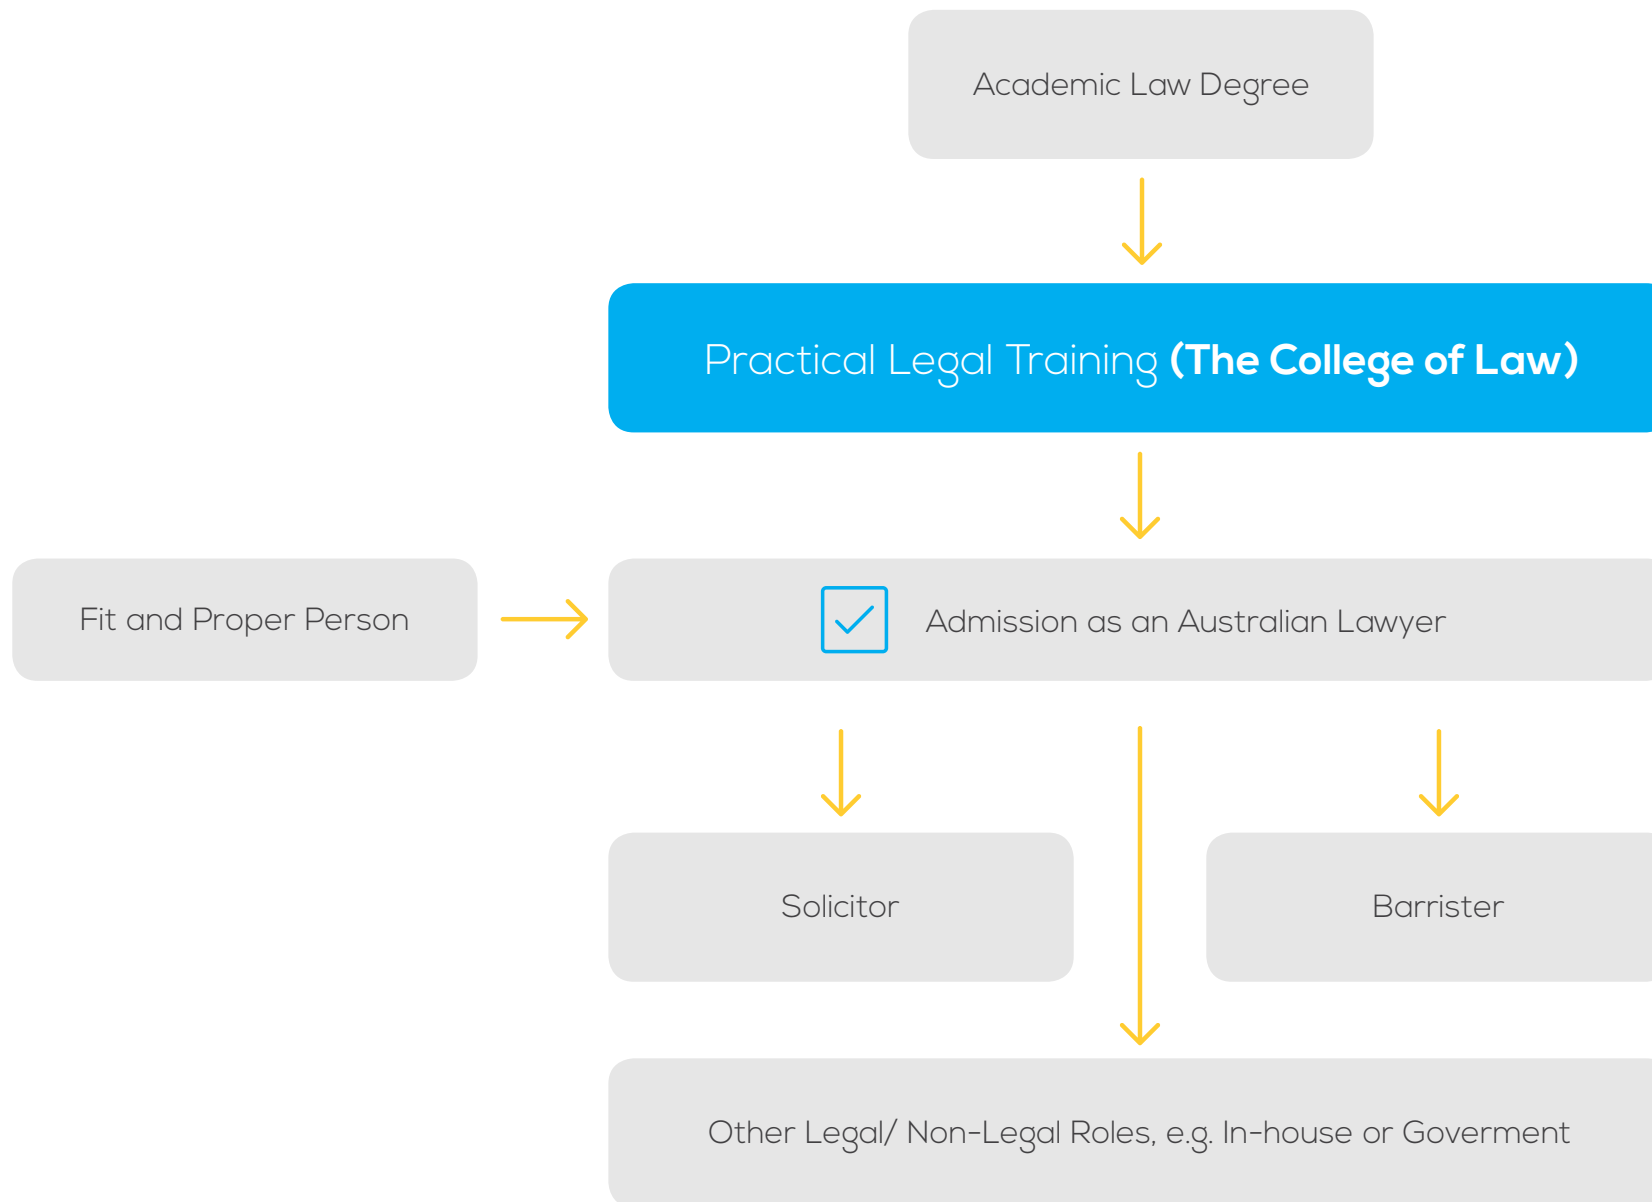 Academic Law Degree
Practical Legal Training (The College of Law)
Fit and Proper Person
Admission as an Australian Lawyer
Solicitor
Barrister
Other Legal/ Non-Legal Roles, e.g. In-house or Goverment